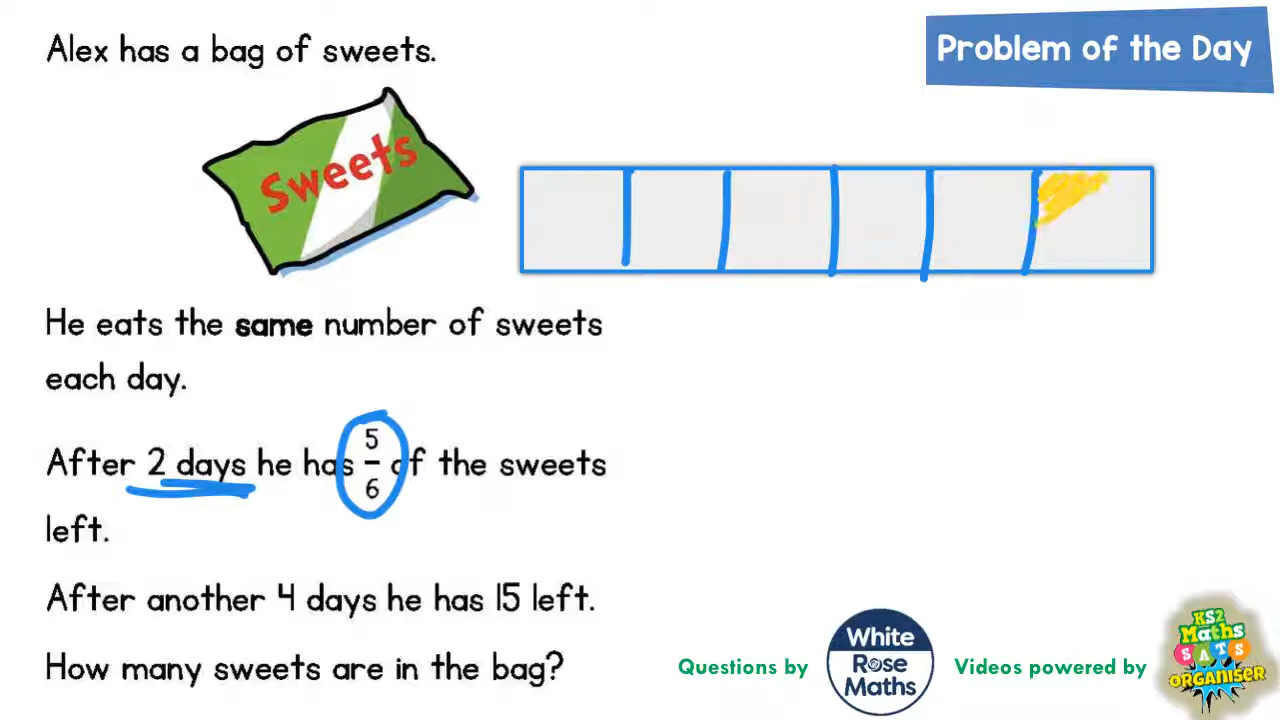 Alex has a bag of sweets.
Problem of the Day
Sweets
He eats the same number of sweets
each day.
After 2 days he has 5/6 of the sweets
left.
After another 4 days he has 15 left.
How many sweets are in the bag?
Questions by
White
Rose
Maths
Videos powered by
KS2
Maths
SATS
ORGANISER